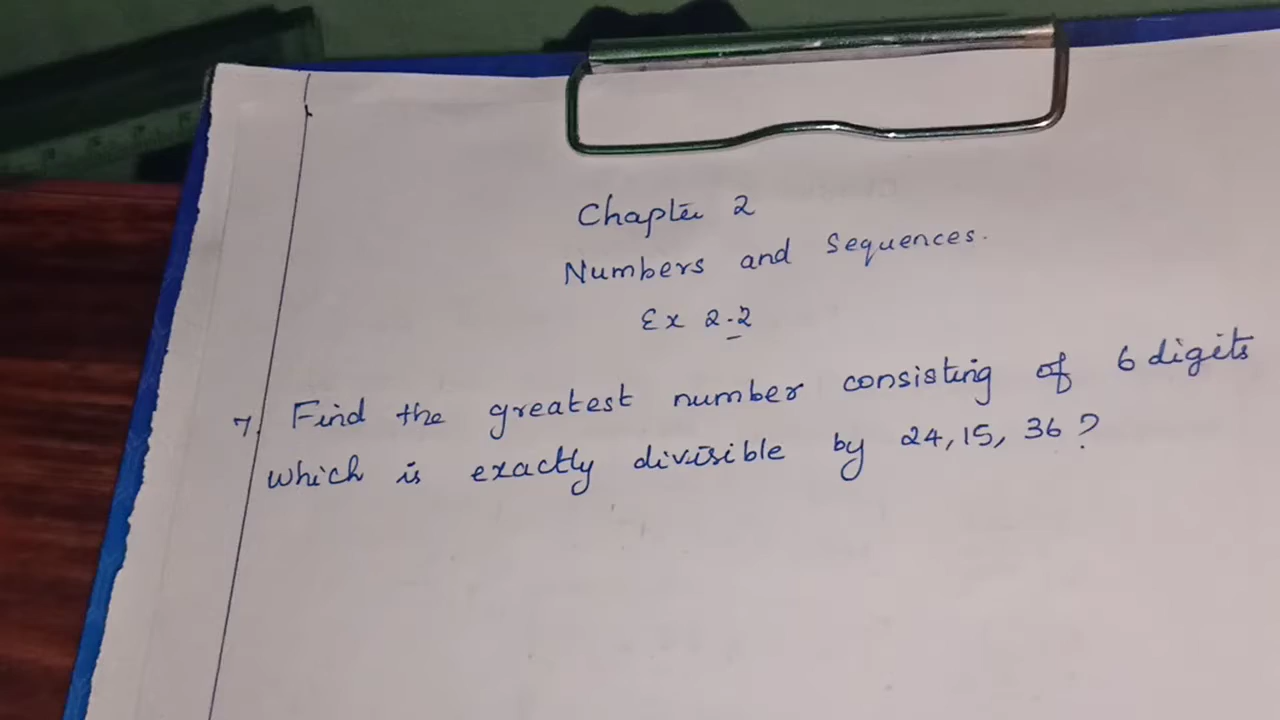 Chapter 2
Numbers and Sequences.
Ex 2.2
7. Find the greatest number consisting of 6 digits
which is exactly divisible by 24, 15, 36?